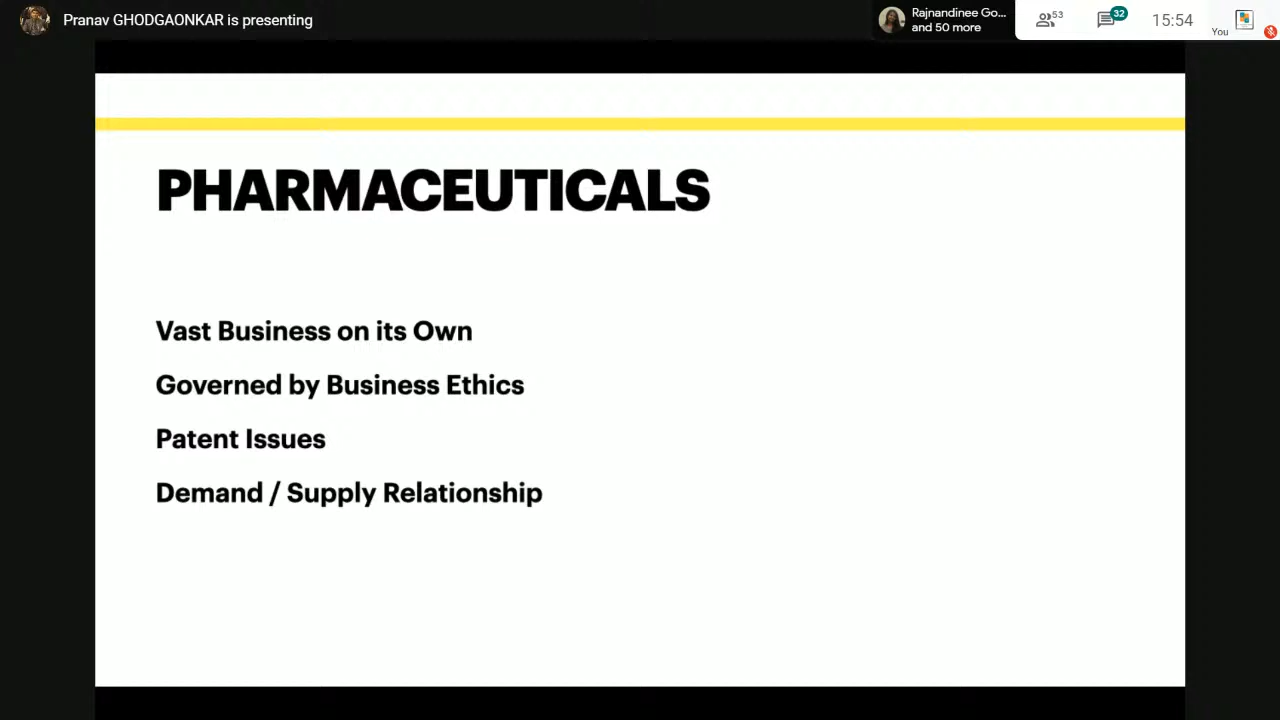 Pranav GHODGAONKAR is presenting
Rajnandinee Go...
and 50 more
53
32
15:54
You
PHARMACEUTICALS
Vast Business on its Own
Governed by Business Ethics
Patent Issues
Demand / Supply Relationship